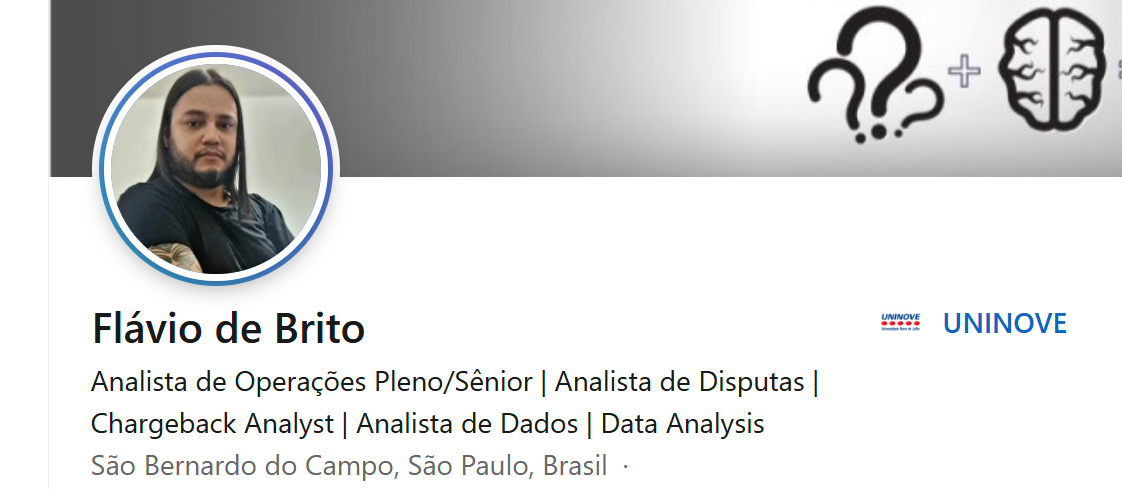 Flávio de Brito
UNINOVE
UNINOVE
Analista de Operações Pleno/Sênior | Analista de Disputas |
Chargeback Analyst | Analista de Dados | Data Analysis
São Bernardo do Campo, São Paulo, Brasil ·